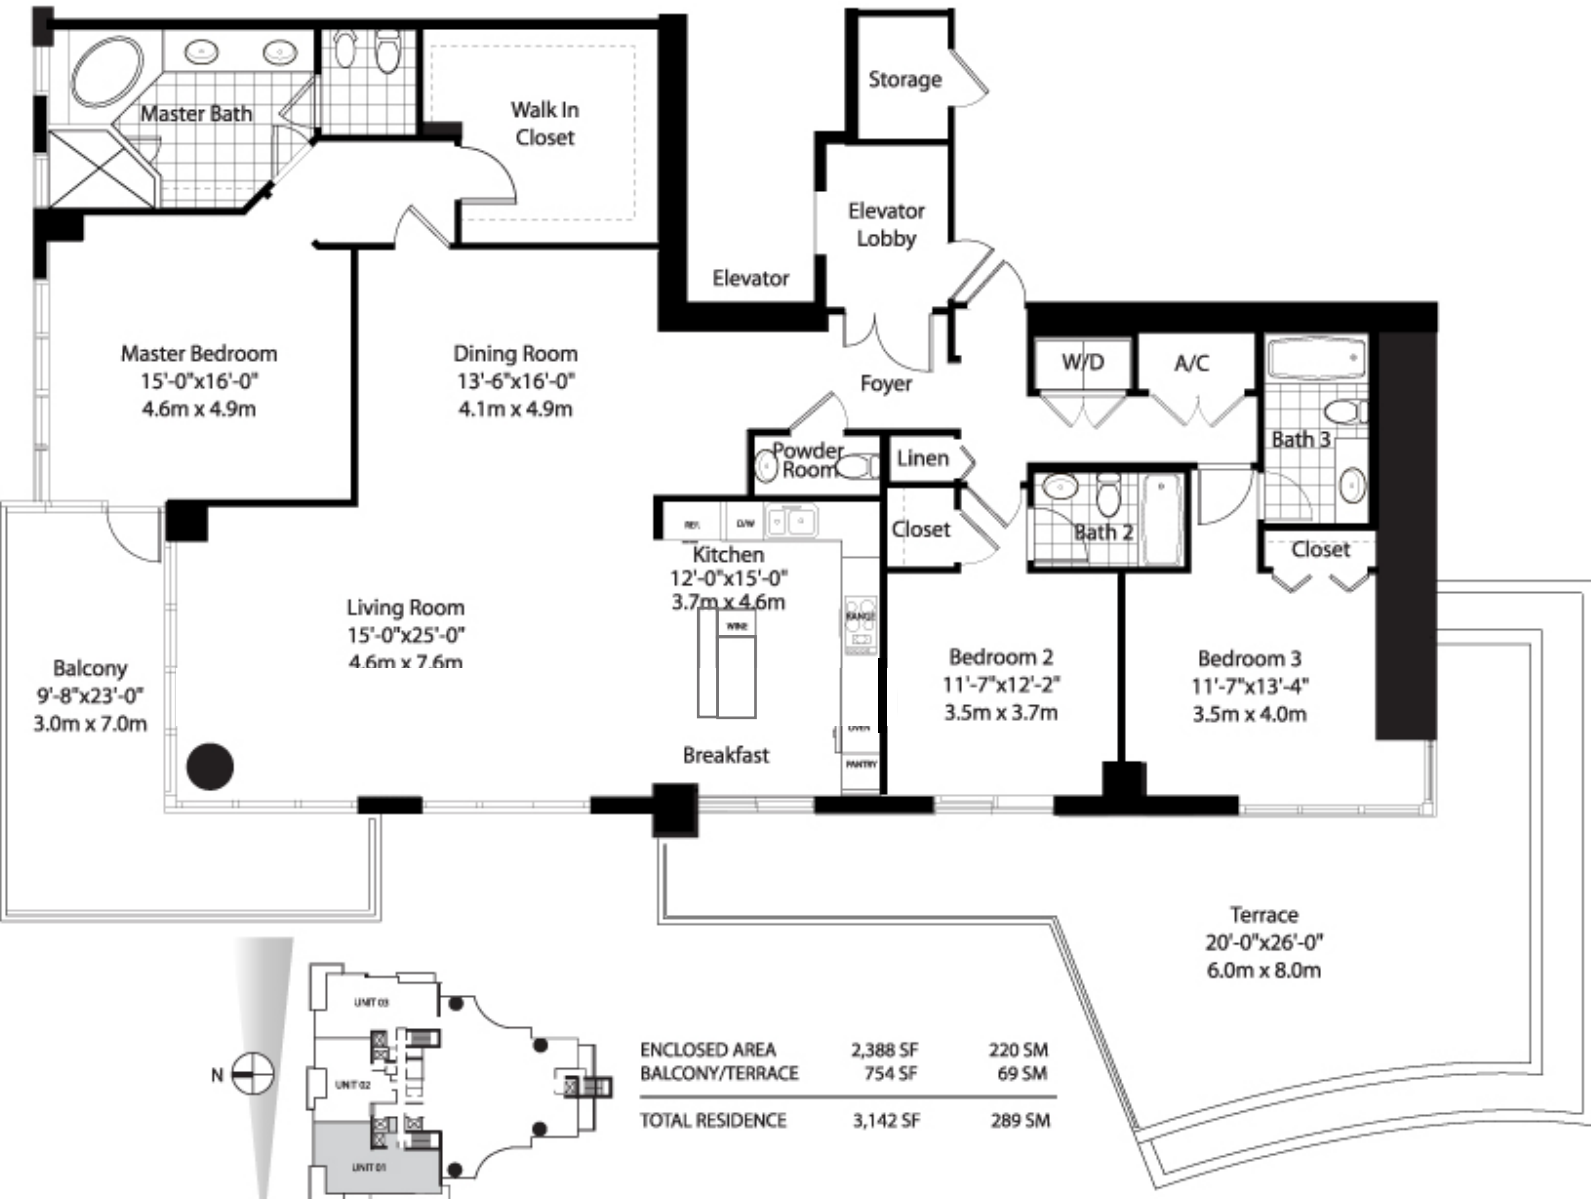 Storage
Master Bath
Walk In
Closet
Elevator
Lobby
Elevator
Master Bedroom
15'-0"x16'-0"
4.6m x 4.9m
Dining Room
13'-6"x16'-0"
4.1m x 4.9m
Foyer
W/D
A/C
Bath 3
Powder
Room
Linen
Closet
Bath 2
Closet
REF.
D/W
Kitchen
12'-0"x15'-0"
3.7m x 4.6m
WINE
RANGE
OVEN
PANTRY
Breakfast
Living Room
15'-0"x25'-0"
4.6m x 7.6m
Balcony
9'-8"x23'-0"
3.0m x 7.0m
Bedroom 2
11'-7"x12'-2"
3.5m x 3.7m
Bedroom 3
11'-7"x13'-4"
3.5m x 4.0m
Terrace
20'-0"x26'-0"
6.0m x 8.0m
N
UNIT 03
UNIT 02
UNIT 01
ENCLOSED AREA 2,388 SF 220 SM
BALCONY/TERRACE 754 SF 69 SM
TOTAL RESIDENCE 3,142 SF 289 SM